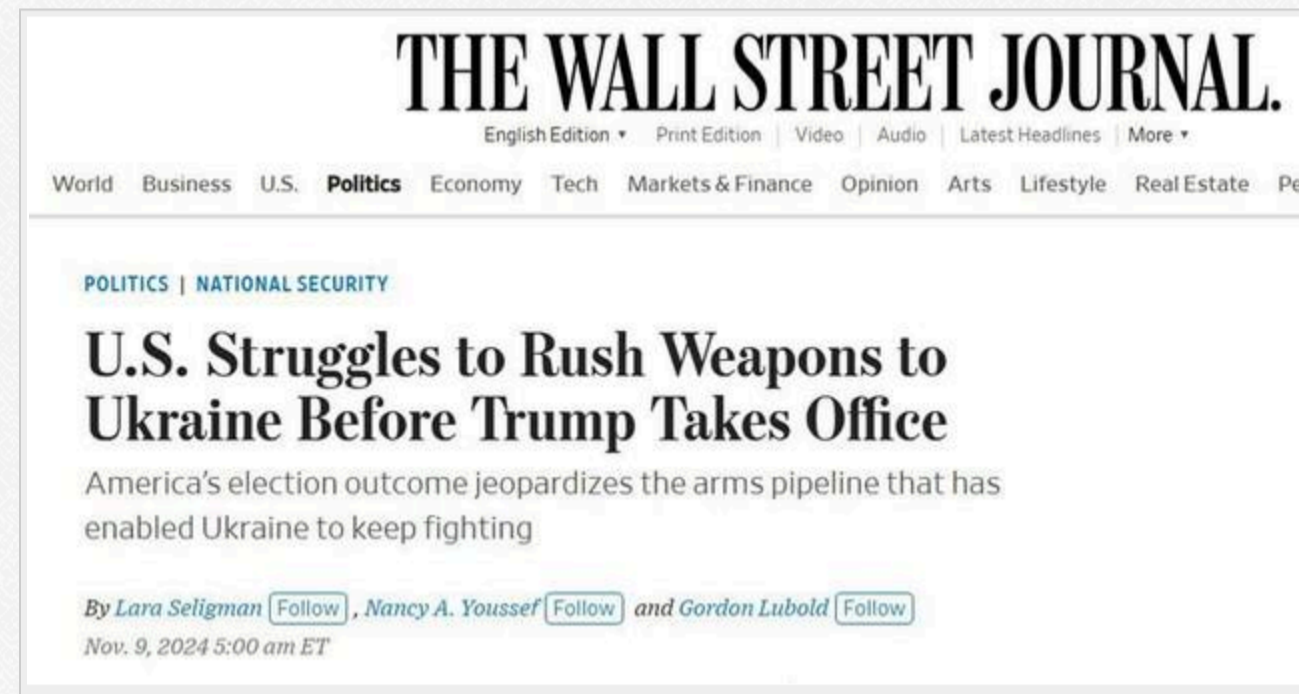 THE WALL STREET JOURNAL.
English Edition ▾ Print Edition | Video | Audio | Latest Headlines | More ▾
World Business U.S. Politics Economy Tech Markets & Finance Opinion Arts Lifestyle Real Estate Pe
POLITICS | NATIONAL SECURITY
U.S. Struggles to Rush Weapons to
Ukraine Before Trump Takes Office
America’s election outcome jeopardizes the arms pipeline that has
enabled Ukraine to keep fighting
By Lara Seligman Follow , Nancy A. Youssef Follow and Gordon Lubold Follow
Nov. 9, 2024 5:00 am ET